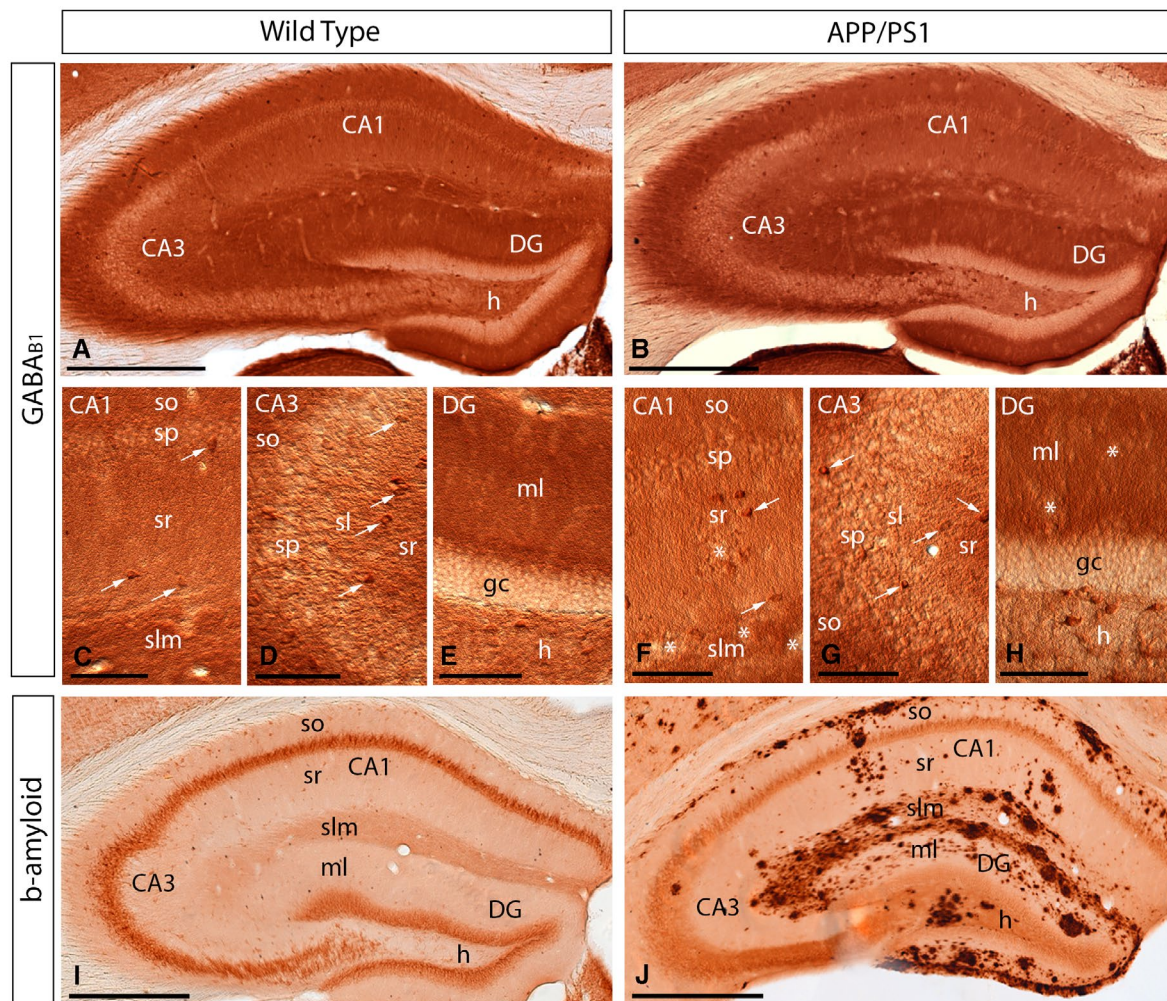 Wild Type
APP/PS1
GABAB1
CA1
CA3
DG
h
A
CA1
CA3
DG
h
B
CA1
so
sp
sr
slm
C
CA3
so
sl
sp
sr
D
DG
ml
gc
h
E
CA1
so
sp
sr
*
*
*
slm
*
F
CA3
sl
sp
sr
so
G
DG
ml
*
*
gc
h
H
b-amyloid
so
CA1
sr
slm
CA3
ml
DG
h
I
so
CA1
sr
slm
ml
DG
CA3
h
J